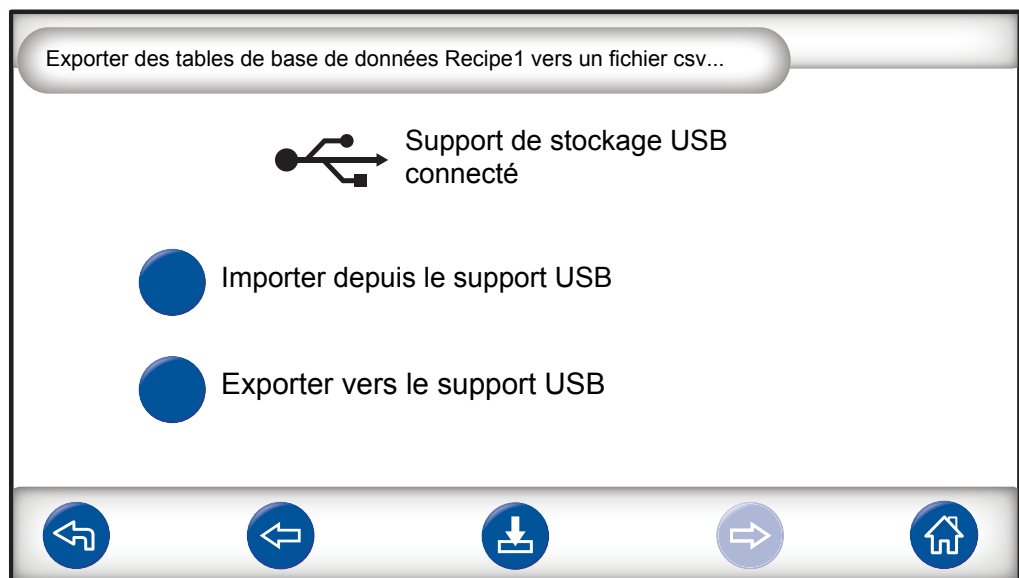 Exporter des tables de base de données Recipe1 vers un fichier csv...
Support de stockage USB
connecté
Importer depuis le support USB
Exporter vers le support USB